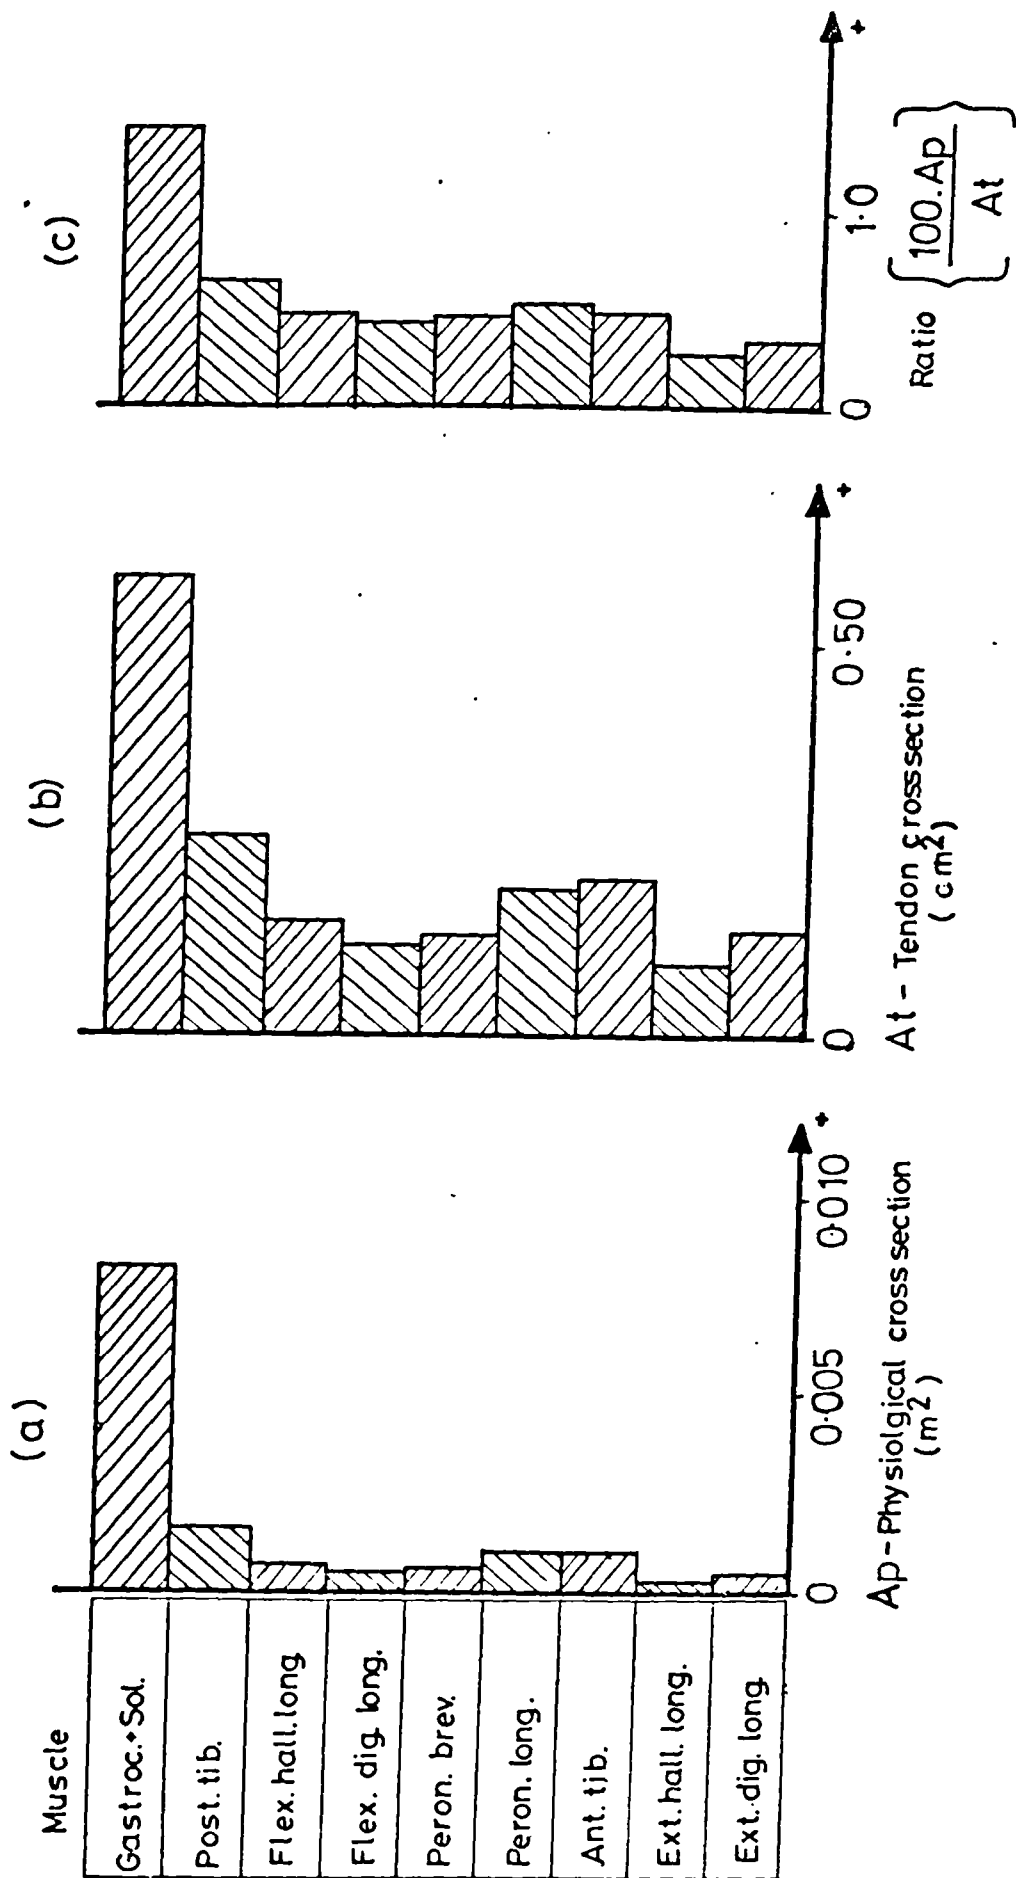 Muscle
Gastroc.+Sol.
Post. tib.
Flex. hall. long.
Flex. dig. long.
Peron. brev.
Peron. long.
Ant. tib.
Ext. hall. long.
Ext. dig. long.
(a)
0 0·005 0·010 +
Ap-Physiolgical cross section
(m²)
(b)
0 0·50 +
At - Tendon crosssection
(cm²)
(c)
0 1·0 +
Ratio { 100.Ap / At }